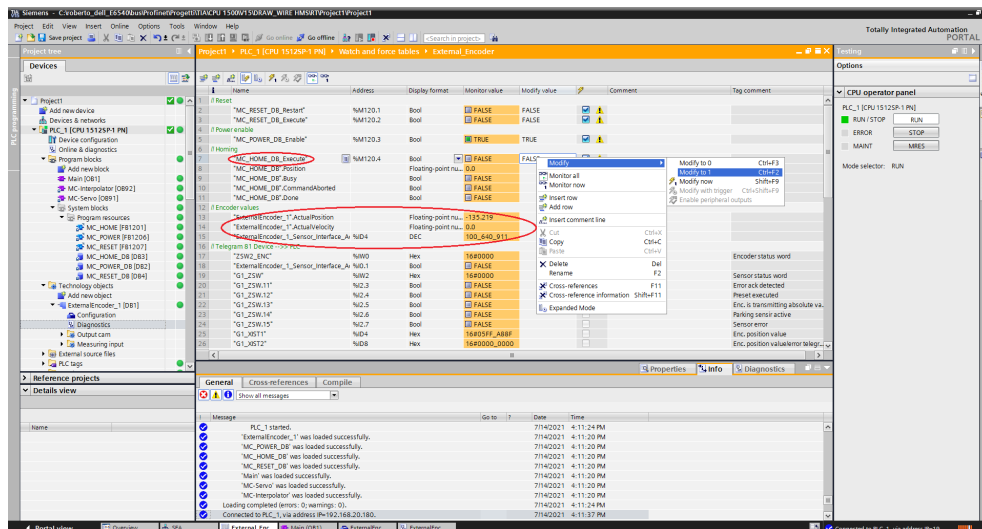 Siemens - C:\roberto_dell_E6540\bus\Profinet\Progetti\TIA\CPU 1500\V15\DRAW_WIRE HMS\RT\Project1\Project1
Project Edit View Insert Online Options Tools Window Help
Totally Integrated Automation
PORTAL
Save project Go online Go offline <Search in project>
Project tree
Project1 ▸ PLC_1 [CPU 1512SP-1 PN] ▸ Watch and force tables ▸ External_Encoder
Testing
Devices
Options
i Name Address Display format Monitor value Modify value Comment Tag comment
CPU operator panel
PLC_1 [CPU 1512SP-1 PN]
RUN / STOP RUN
ERROR STOP
MAINT MRES
Mode selector: RUN
PLC programming
Project1
Add new device
Devices & networks
PLC_1 [CPU 1512SP-1 PN]
Device configuration
Online & diagnostics
Program blocks
Add new block
Main [OB1]
MC-Interpolator [OB92]
MC-Servo [OB91]
System blocks
Program resources
MC_HOME [FB1201]
MC_POWER [FB1206]
MC_RESET [FB1207]
MC_HOME_DB [DB3]
MC_POWER_DB [DB2]
MC_RESET_DB [DB4]
Technology objects
Add new object
ExternalEncoder_1 [DB1]
Configuration
Diagnostics
Output cam
Measuring input
External source files
PLC tags
Reference projects
Details view
Name
1 // Reset
2 "MC_RESET_DB_Restart" %M120.1 Bool FALSE FALSE
3 "MC_RESET_DB_Execute" %M120.2 Bool FALSE FALSE
4 // Power enable
5 "MC_POWER_DB_Enable" %M120.3 Bool TRUE TRUE
6 // Homing
7 "MC_HOME_DB_Execute" %M120.4 Bool FALSE FALSE
8 "MC_HOME_DB".Position Floating-point nu... 0.0
9 "MC_HOME_DB".Busy Bool FALSE
10 "MC_HOME_DB".CommandAborted Bool FALSE
11 "MC_HOME_DB".Done Bool FALSE
12 // Encoder values
13 "ExternalEncoder_1".ActualPosition Floating-point nu... -135.219
14 "ExternalEncoder_1".ActualVelocity Floating-point nu... 0.0
15 "ExternalEncoder_1_Sensor_Interface_A... %ID4 DEC 100_640_911
16 // Telegram 81 Device -->> PLC
17 "ZSW2_ENC" %IW0 Hex 16#0000 Encoder status word
18 "ExternalEncoder_1_Sensor_Interface_A... %I0.1 Bool FALSE
19 "G1_ZSW" %IW2 Hex 16#0000 Sensor status word
20 "G1_ZSW.11" %I2.3 Bool FALSE Error ack detected
21 "G1_ZSW.12" %I2.4 Bool FALSE Preset executed
22 "G1_ZSW.13" %I2.5 Bool FALSE Enc. is transmitting absolute va...
23 "G1_ZSW.14" %I2.6 Bool FALSE Parking sensor active
24 "G1_ZSW.15" %I2.7 Bool FALSE Sensor error
25 "G1_XIST1" %ID4 Hex 16#05FF_A88F Enc. position value
26 "G1_XIST2" %ID8 Hex 16#0000_0000 Enc. position value\error telegr...
Modify
Monitor all
Monitor now
Insert row
Add row
Insert comment line
Cut Ctrl+X
Copy Ctrl+C
Paste Ctrl+V
Delete Del
Rename F2
Cross-references F11
Cross-reference information Shift+F11
Expanded Mode
Modify to 0 Ctrl+F3
Modify to 1 Ctrl+F2
Modify now Shift+F9
Modify with trigger Ctrl+Shift+F9
Enable peripheral outputs
Properties Info Diagnostics
General Cross-references Compile
Show all messages
! Message Go to ? Date Time
PLC_1 started. 7/14/2021 4:11:24 PM
'ExternalEncoder_1' was loaded successfully. 7/14/2021 4:11:20 PM
'MC_POWER_DB' was loaded successfully. 7/14/2021 4:11:20 PM
'MC_HOME_DB' was loaded successfully. 7/14/2021 4:11:20 PM
'MC_RESET_DB' was loaded successfully. 7/14/2021 4:11:20 PM
'Main' was loaded successfully. 7/14/2021 4:11:20 PM
'MC-Servo' was loaded successfully. 7/14/2021 4:11:20 PM
'MC-Interpolator' was loaded successfully. 7/14/2021 4:11:20 PM
Loading completed (errors: 0; warnings: 0). 7/14/2021 4:11:24 PM
Connected to PLC_1, via address IP=192.168.20.180. 7/14/2021 4:11:37 PM
Portal view Overview External_Enc... Main (OB1) ExternalEnc... ExternalEnc...